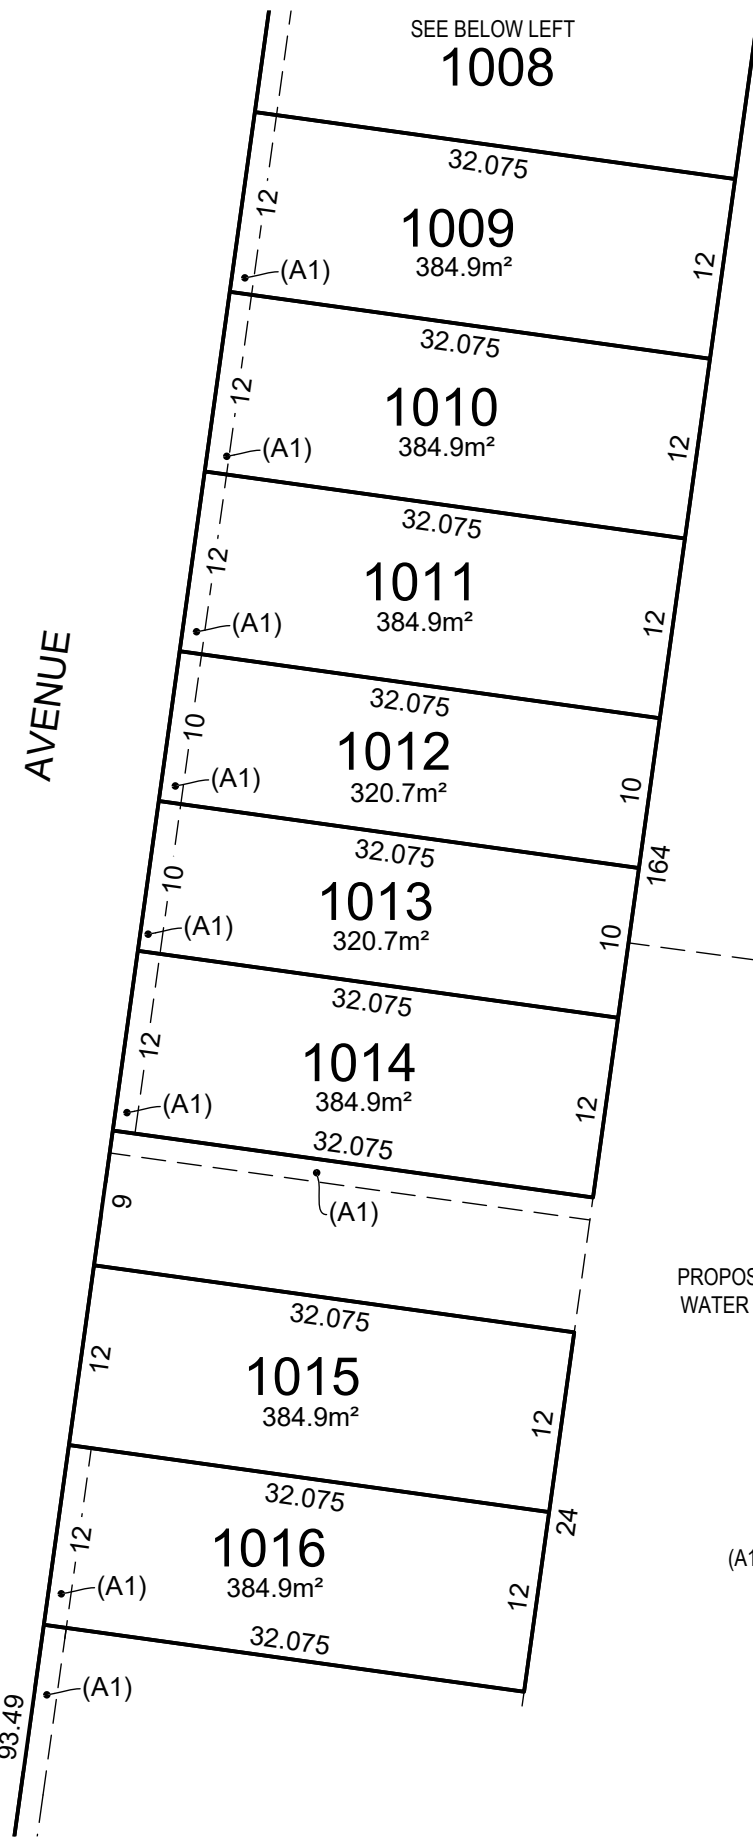 SEE BELOW LEFT
1008
32.075
12
1009
384.9m²
12
(A1)
32.075
12
1010
384.9m²
12
(A1)
32.075
12
1011
384.9m²
12
(A1)
AVENUE
32.075
10
1012
320.7m²
10
(A1)
32.075
164
10
1013
320.7m²
10
(A1)
32.075
12
1014
384.9m²
12
(A1)
32.075
9
(A1)
PROPOS
WATER
32.075
12
1015
384.9m²
12
32.075
24
12
1016
384.9m²
12
(A1)
(A1
32.075
(A1)
93.49